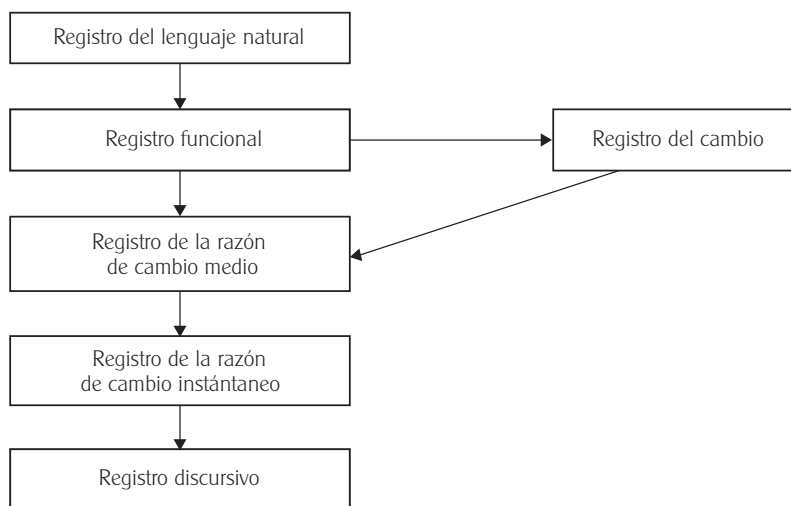 Registro del lenguaje natural
Registro funcional
Registro del cambio
Registro de la razón
de cambio medio
Registro de la razón
de cambio instántaneo
Registro discursivo